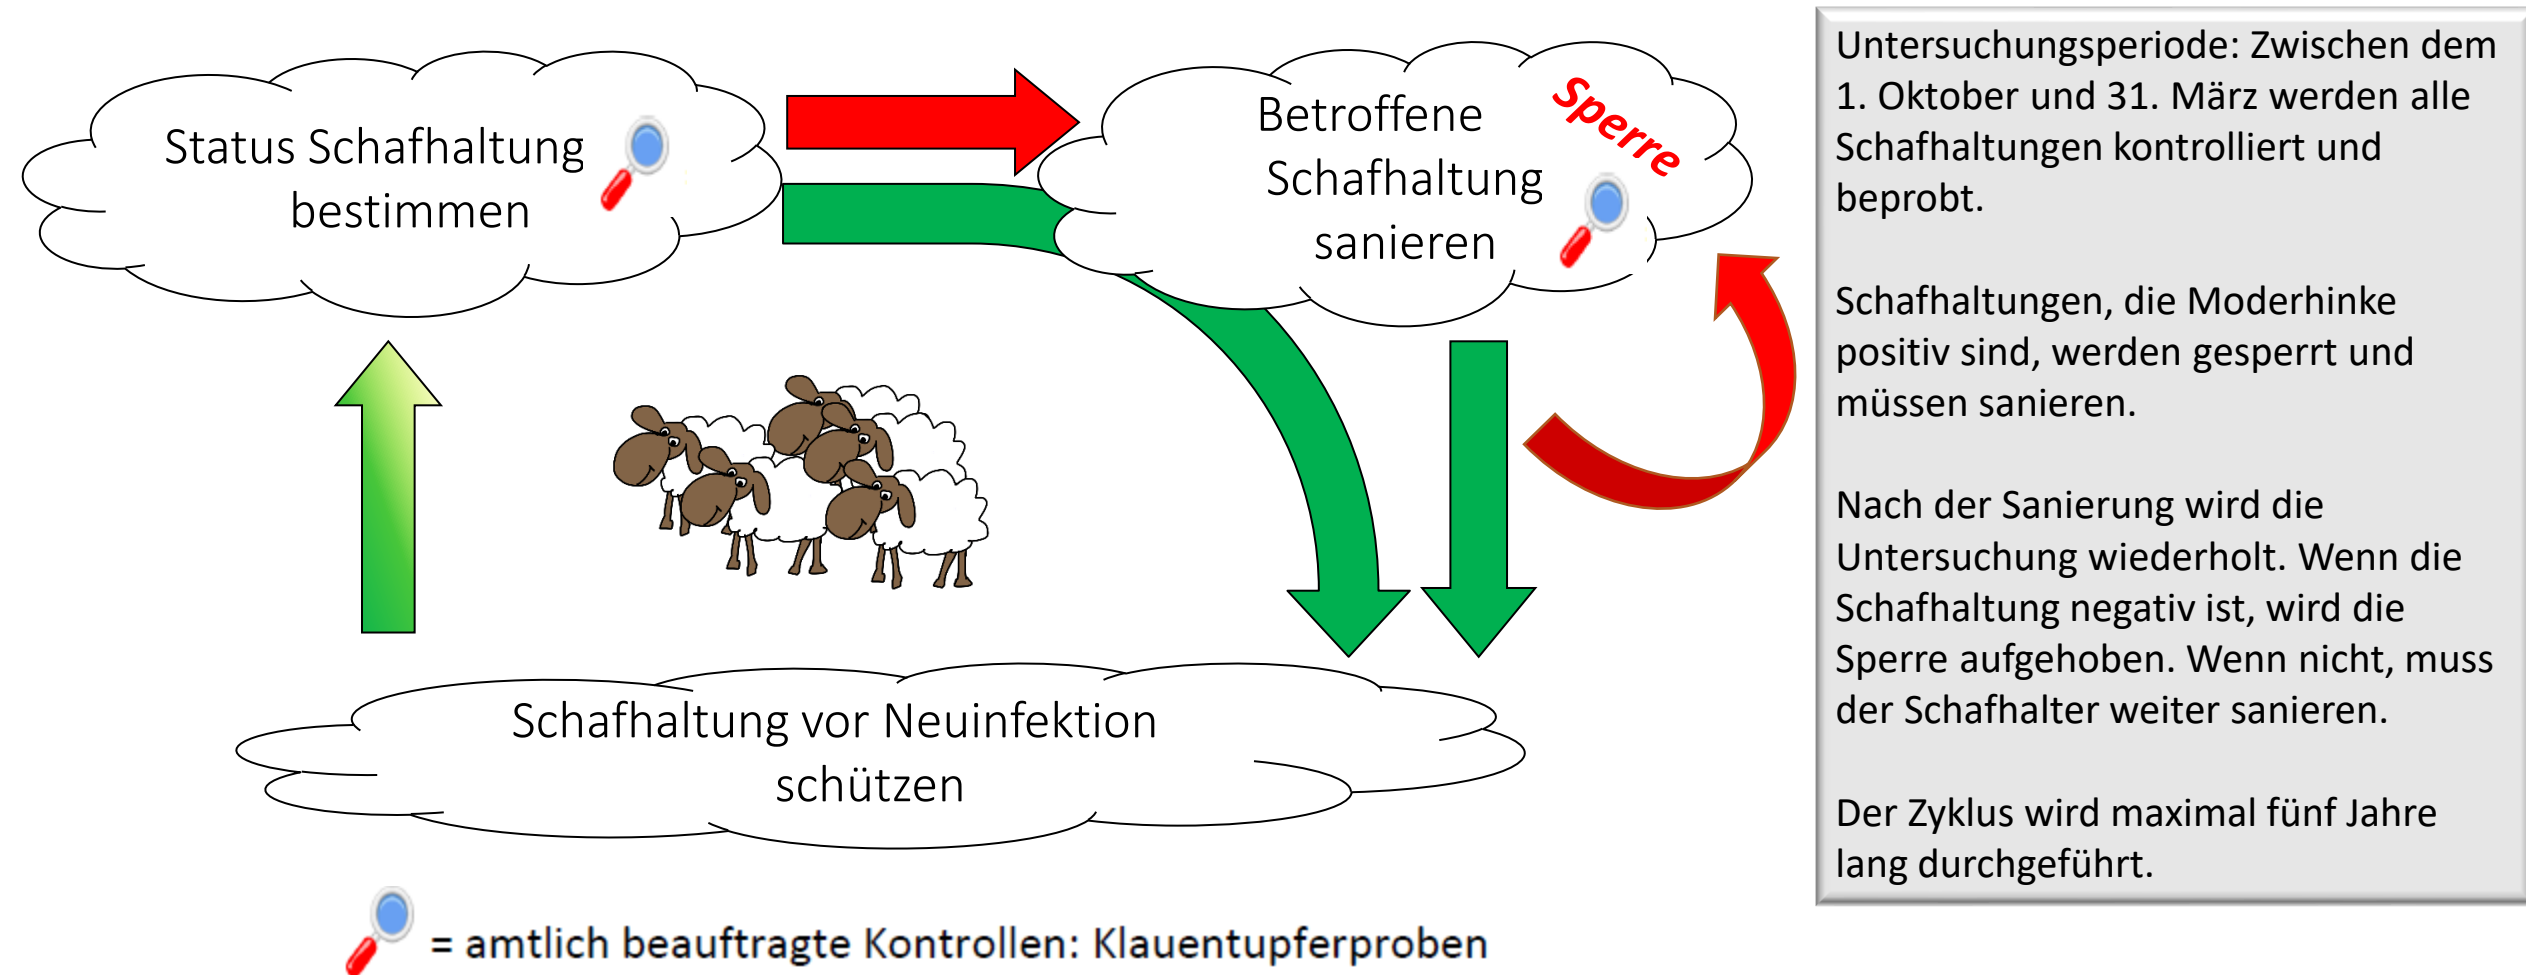 Status Schafhaltung
bestimmen
Betroffene
Schafhaltung
sanieren
Sperre
Schafhaltung vor Neuinfektion
schützen
= amtlich beauftragte Kontrollen: Klauentupferproben
Untersuchungsperiode: Zwischen dem
1. Oktober und 31. März werden alle
Schafhaltungen kontrolliert und
beprobt.
Schafhaltungen, die Moderhinke
positiv sind, werden gesperrt und
müssen sanieren.
Nach der Sanierung wird die
Untersuchung wiederholt. Wenn die
Schafhaltung negativ ist, wird die
Sperre aufgehoben. Wenn nicht, muss
der Schafhalter weiter sanieren.
Der Zyklus wird maximal fünf Jahre
lang durchgeführt.